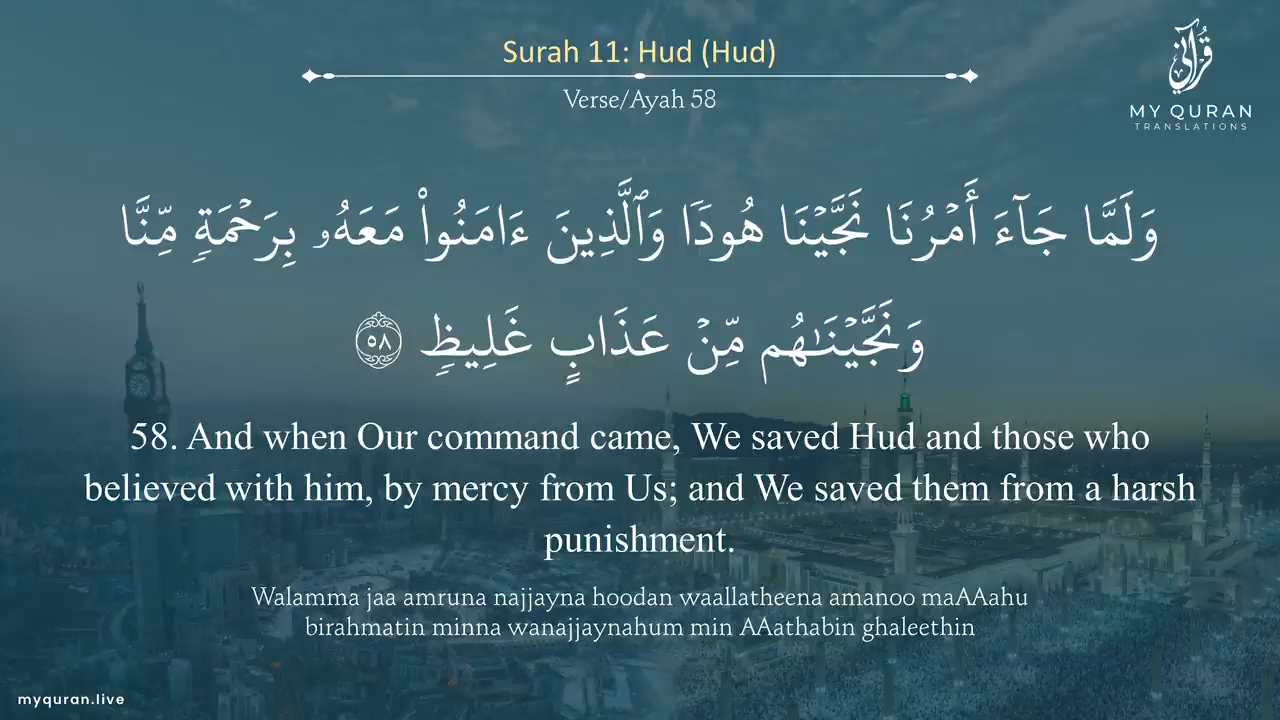 Surah 11: Hud (Hud)
Verse/Ayah 58
قرآني
MY QURAN
TRANSLATIONS
وَلَمَّا جَآءَ أَمْرُنَا نَجَّيْنَا هُودًا وَٱلَّذِينَ ءَامَنُوا۟ مَعَهُۥ بِرَحْمَةٍ مِّنَّا
وَنَجَّيْنَـٰهُم مِّنْ عَذَابٍ غَلِيظٍ ٥٨
58. And when Our command came, We saved Hud and those who
believed with him, by mercy from Us; and We saved them from a harsh
punishment.
Walamma jaa amruna najjayna hoodan waallatheena amanoo maAAahu
birahmatin minna wanajjaynahum min AAathabin ghaleethin
myquran.live